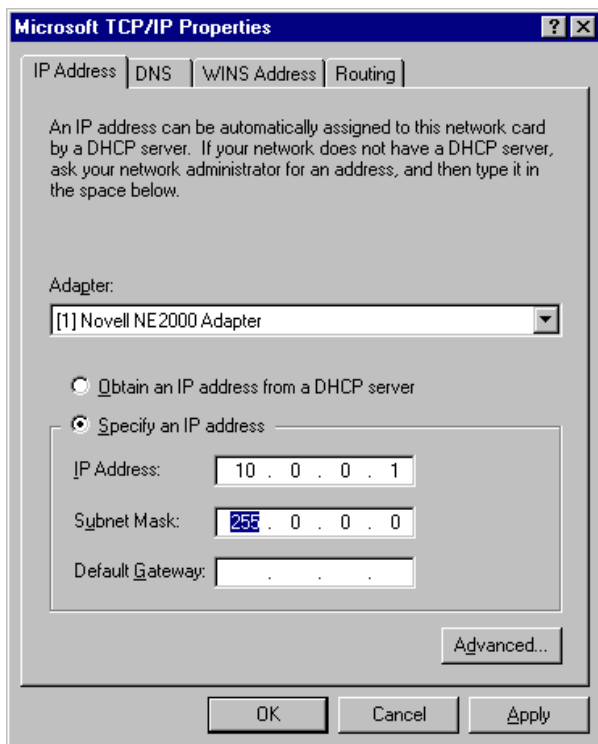 Microsoft TCP/IP Properties
IP Address DNS WINS Address Routing
An IP address can be automatically assigned to this network card
by a DHCP server. If your network does not have a DHCP server,
ask your network administrator for an address, and then type it in
the space below.
Adapter:
[1] Novell NE2000 Adapter
Obtain an IP address from a DHCP server
Specify an IP address
IP Address: 10 . 0 . 0 . 1
Subnet Mask: 255 . 0 . 0 . 0
Default Gateway: . . .
Advanced...
OK Cancel Apply